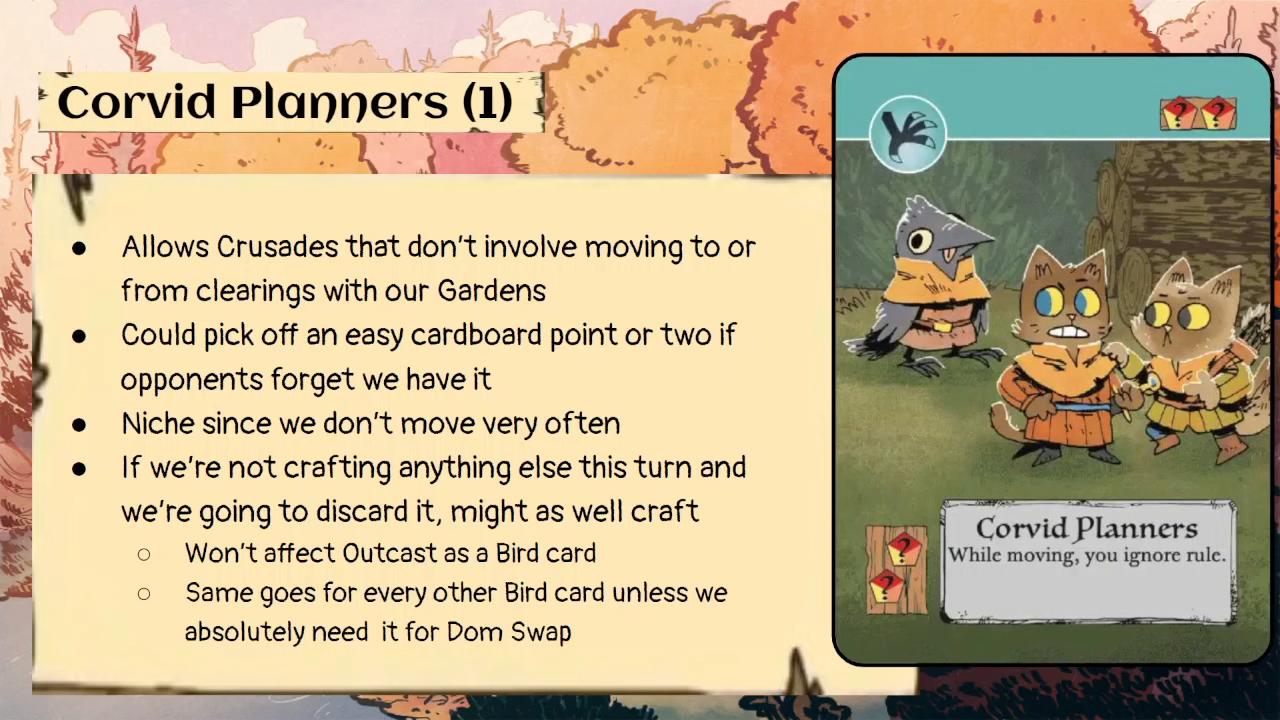 Corvid Planners (1)
● Allows Crusades that don't involve moving to or
from clearings with our Gardens
● Could pick off an easy cardboard point or two if
opponents forget we have it
● Niche since we don't move very often
● If we're not crafting anything else this turn and
we're going to discard it, might as well craft
○ Won't affect Outcast as a Bird card
○ Same goes for every other Bird card unless we
absolutely need it for Dom Swap
? ?
?
?
Corvid Planners
While moving, you ignore rule.